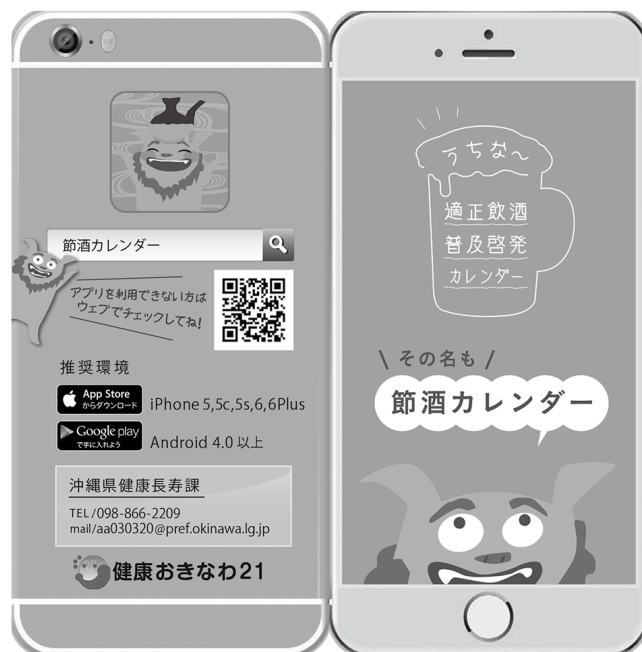 節酒カレンダー
アプリを利用できない方は
ウェブでチェックしてね!
推奨環境
App Store
からダウンロード
iPhone 5,5c,5s,6,6Plus
Google play
で手に入れよう
Android 4.0 以上
沖縄県健康長寿課
TEL/098-866-2209
mail/aa030320@pref.okinawa.lg.jp
健康おきなわ21
うちな〜
適正飲酒
普及啓発
カレンダー
\ その名も /
節酒カレンダー